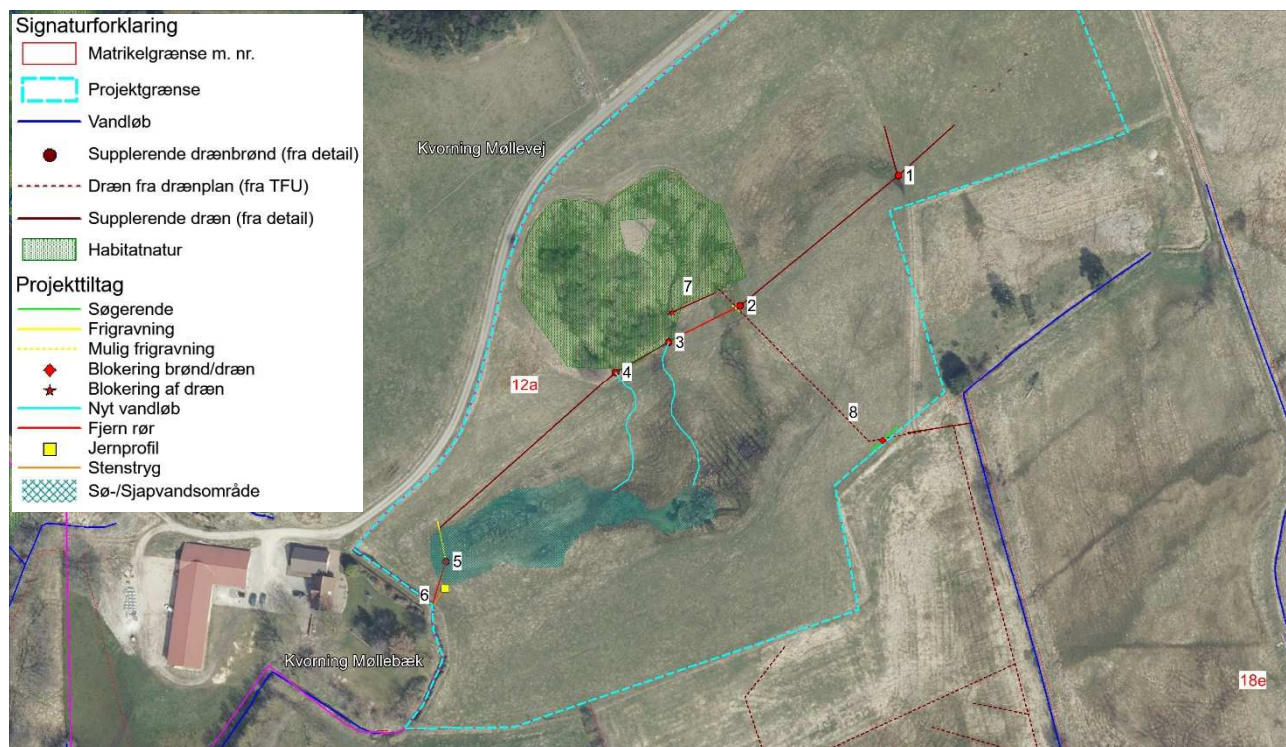 Signaturforklaring
Matrikelgrænse m. nr.
Projektgrænse
Vandløb
Supplerende drænbrønd (fra detail)
Dræn fra drænplan (fra TFU)
Supplerende dræn (fra detail)
Habitatnatur
Projekttiltag
Søgerende
Frigravning
Mulig frigravning
Blokering brønd/dræn
Blokering af dræn
Nyt vandløb
Fjern rør
Jernprofil
Stenstryg
Sø-/Sjapvandsområde
Kvorning Møllevej
1
7
2
3
4
12a
8
5
6
Kvorning Møllebæk
18e